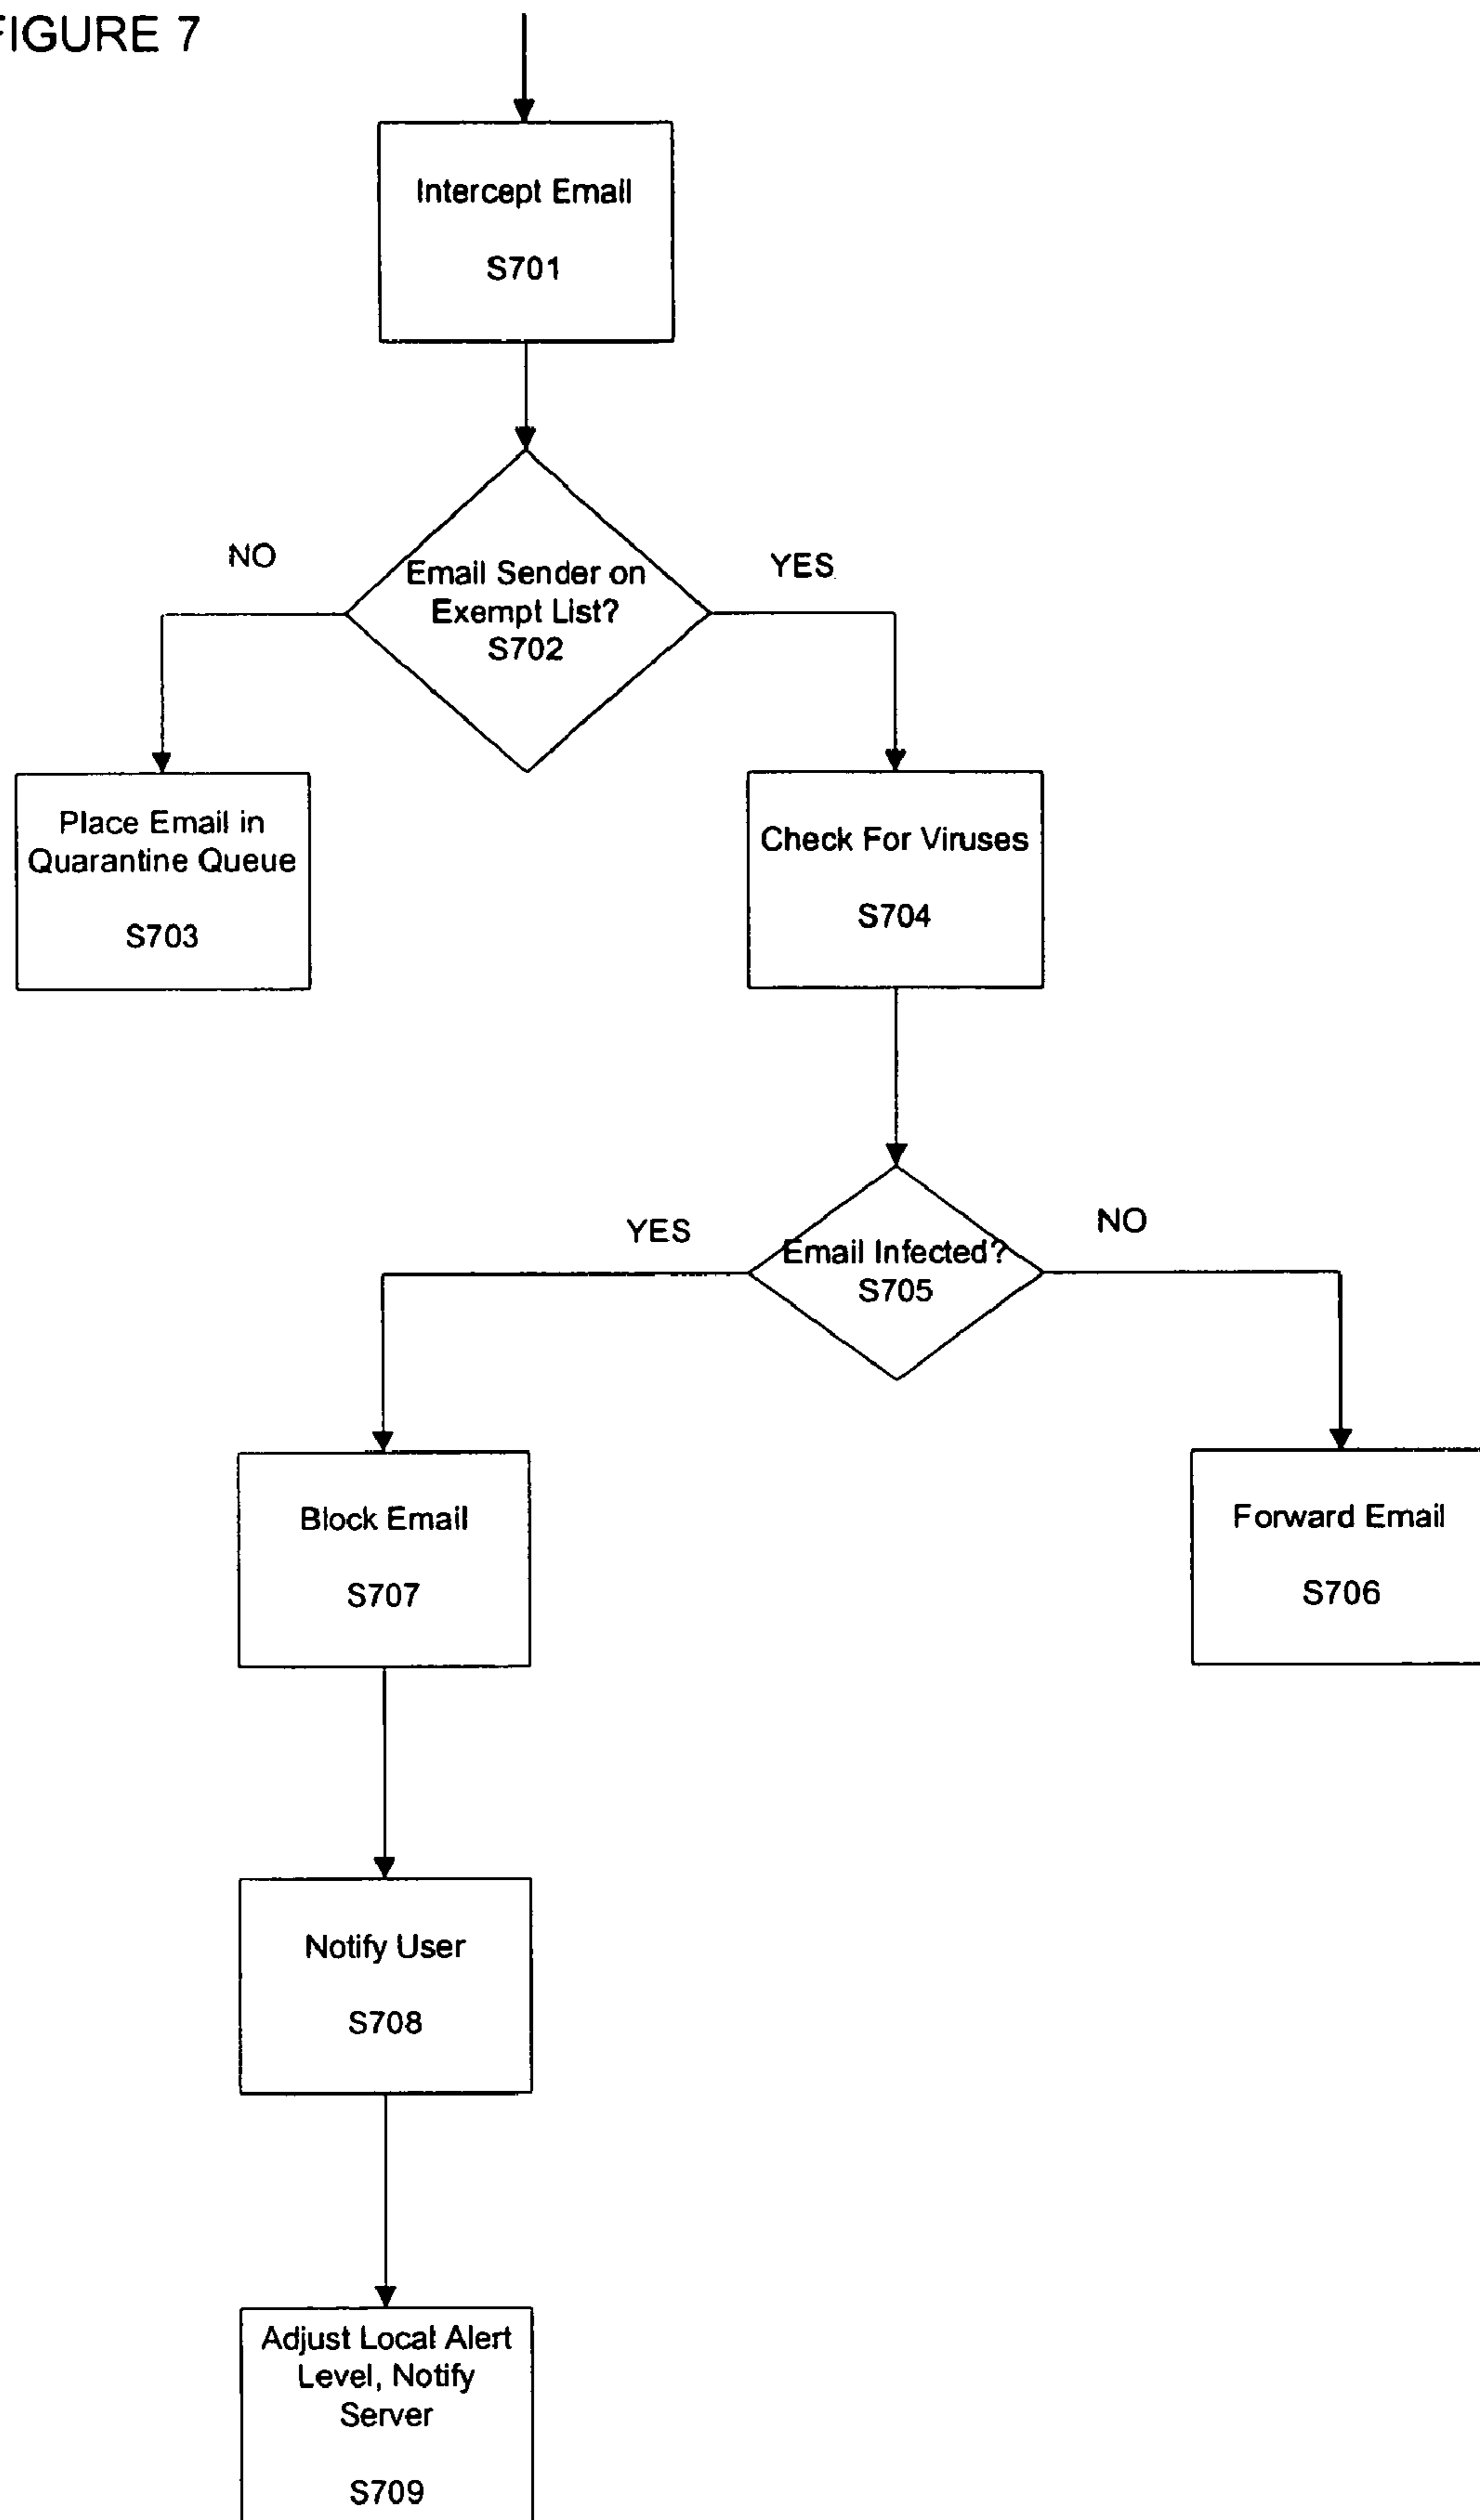 FIGURE 7
Intercept Email
S701
NO
YES
Email Sender on
Exempt List?
S702
Place Email in
Quarantine Queue
S703
Check For Viruses
S704
YES
NO
Email Infected?
S705
Block Email
S707
Forward Email
S706
Notify User
S708
Adjust Local Alert
Level, Notify
Server
S709